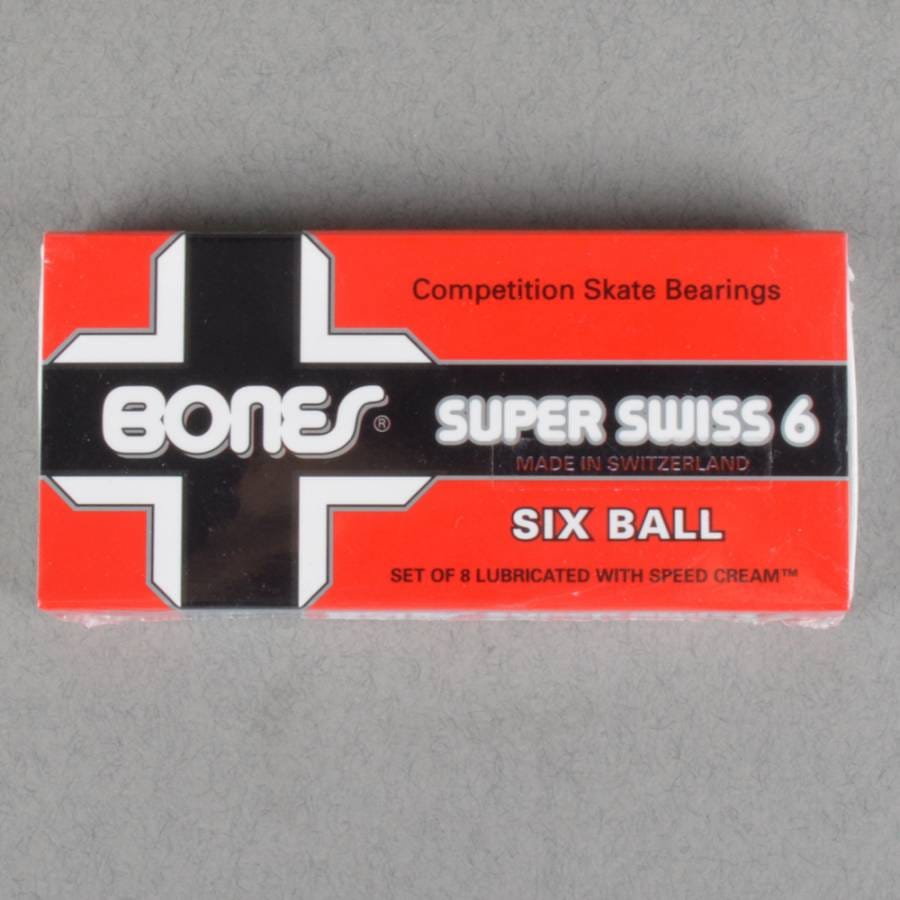 Competition Skate Bearings
BONES®
SUPER SWISS 6
MADE IN SWITZERLAND
SIX BALL
SET OF 8 LUBRICATED WITH SPEED CREAM™